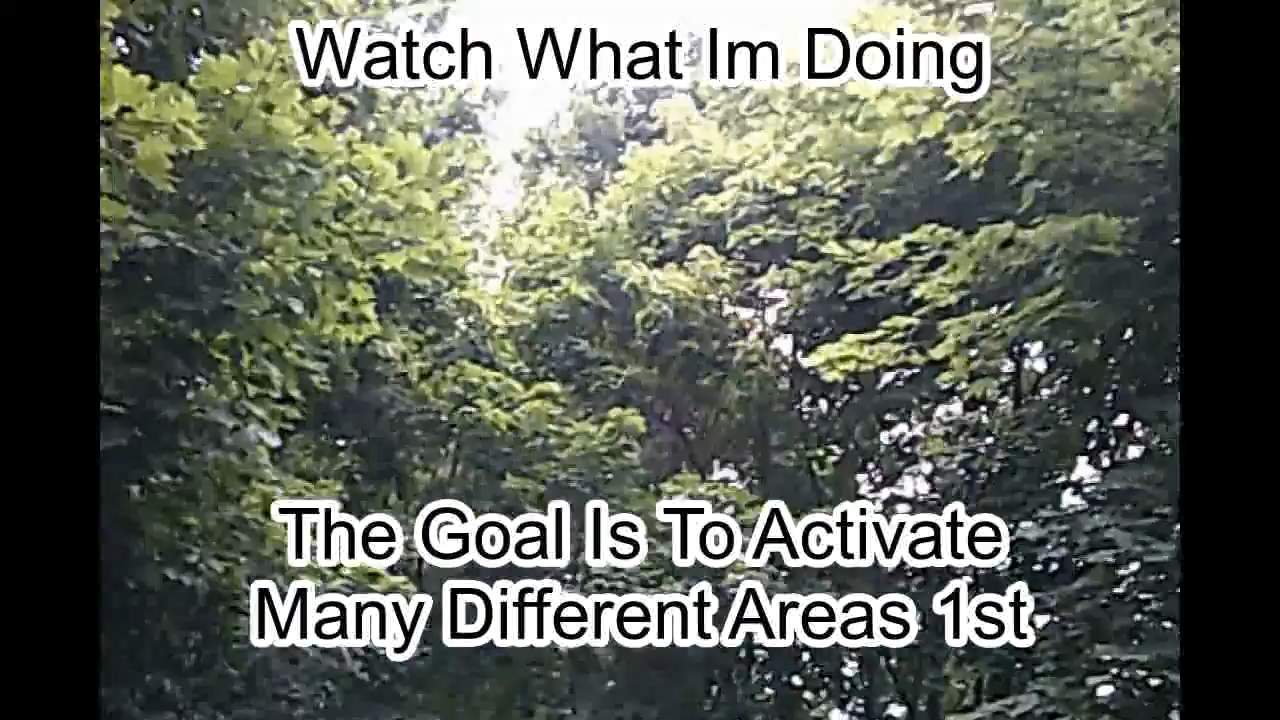 Watch What Im Doing
The Goal Is To Activate
Many Different Areas 1st